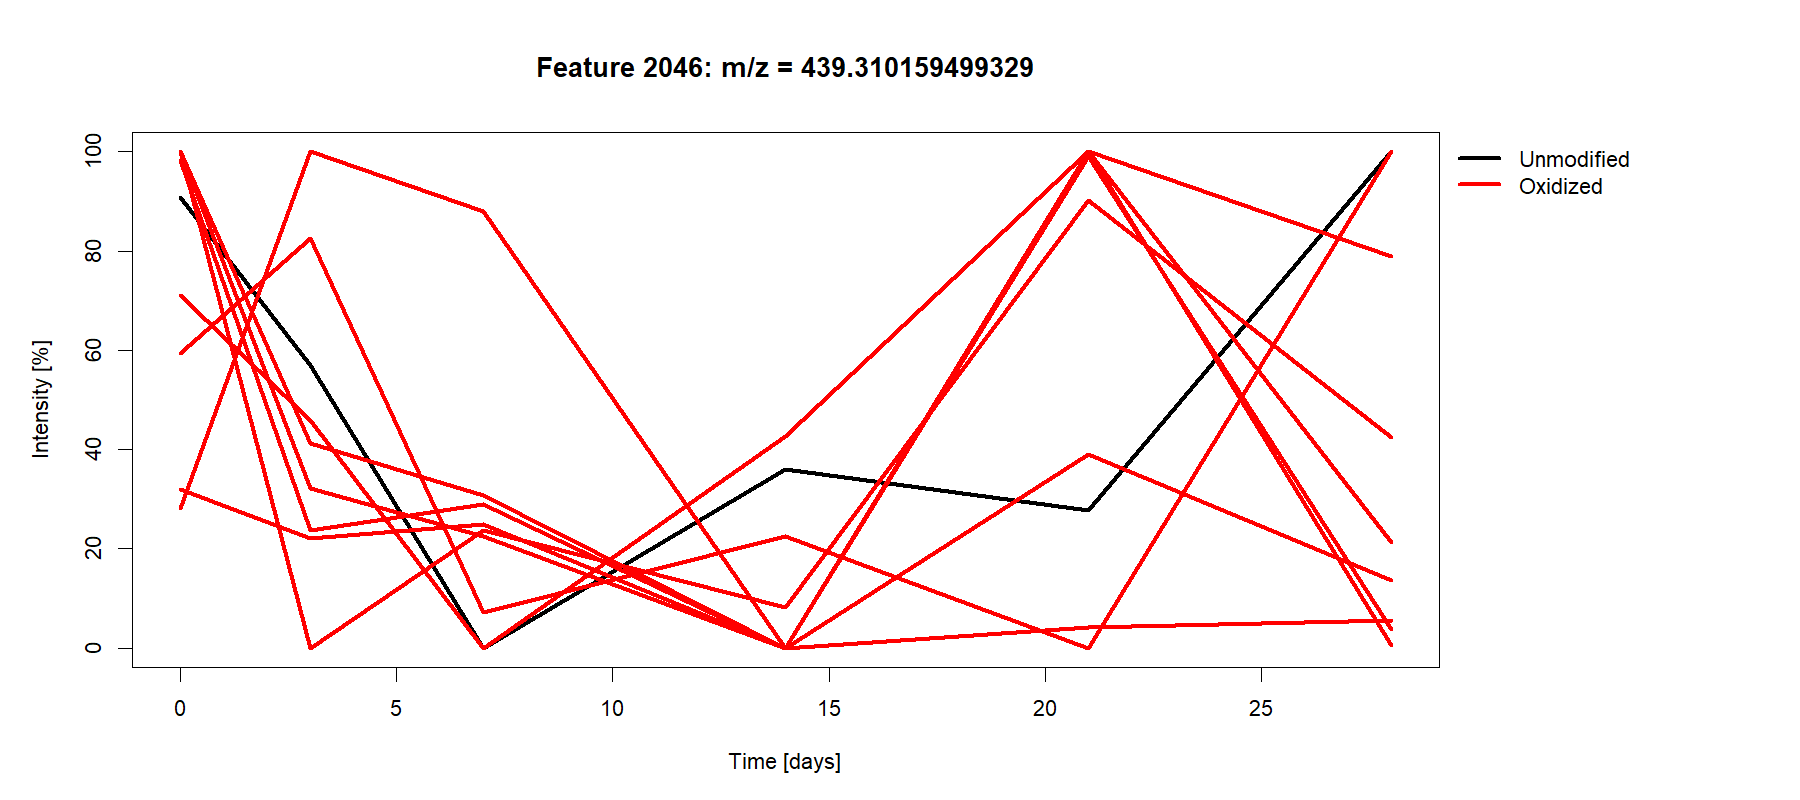 Feature 2046: m/z = 439.310159499329
Unmodified
Oxidized
100
80
60
40
20
0
Intensity [%]
0 5 10 15 20 25
Time [days]